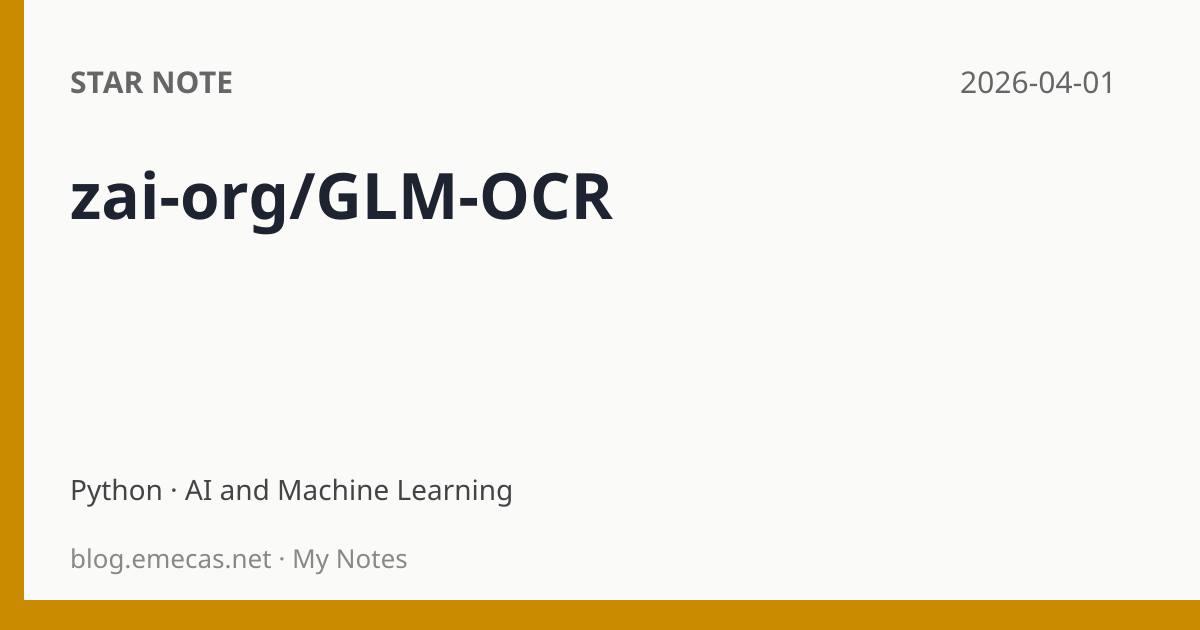 STAR NOTE
2026-04-01
zai-org/GLM-OCR
Python · AI and Machine Learning
blog.emecas.net · My Notes